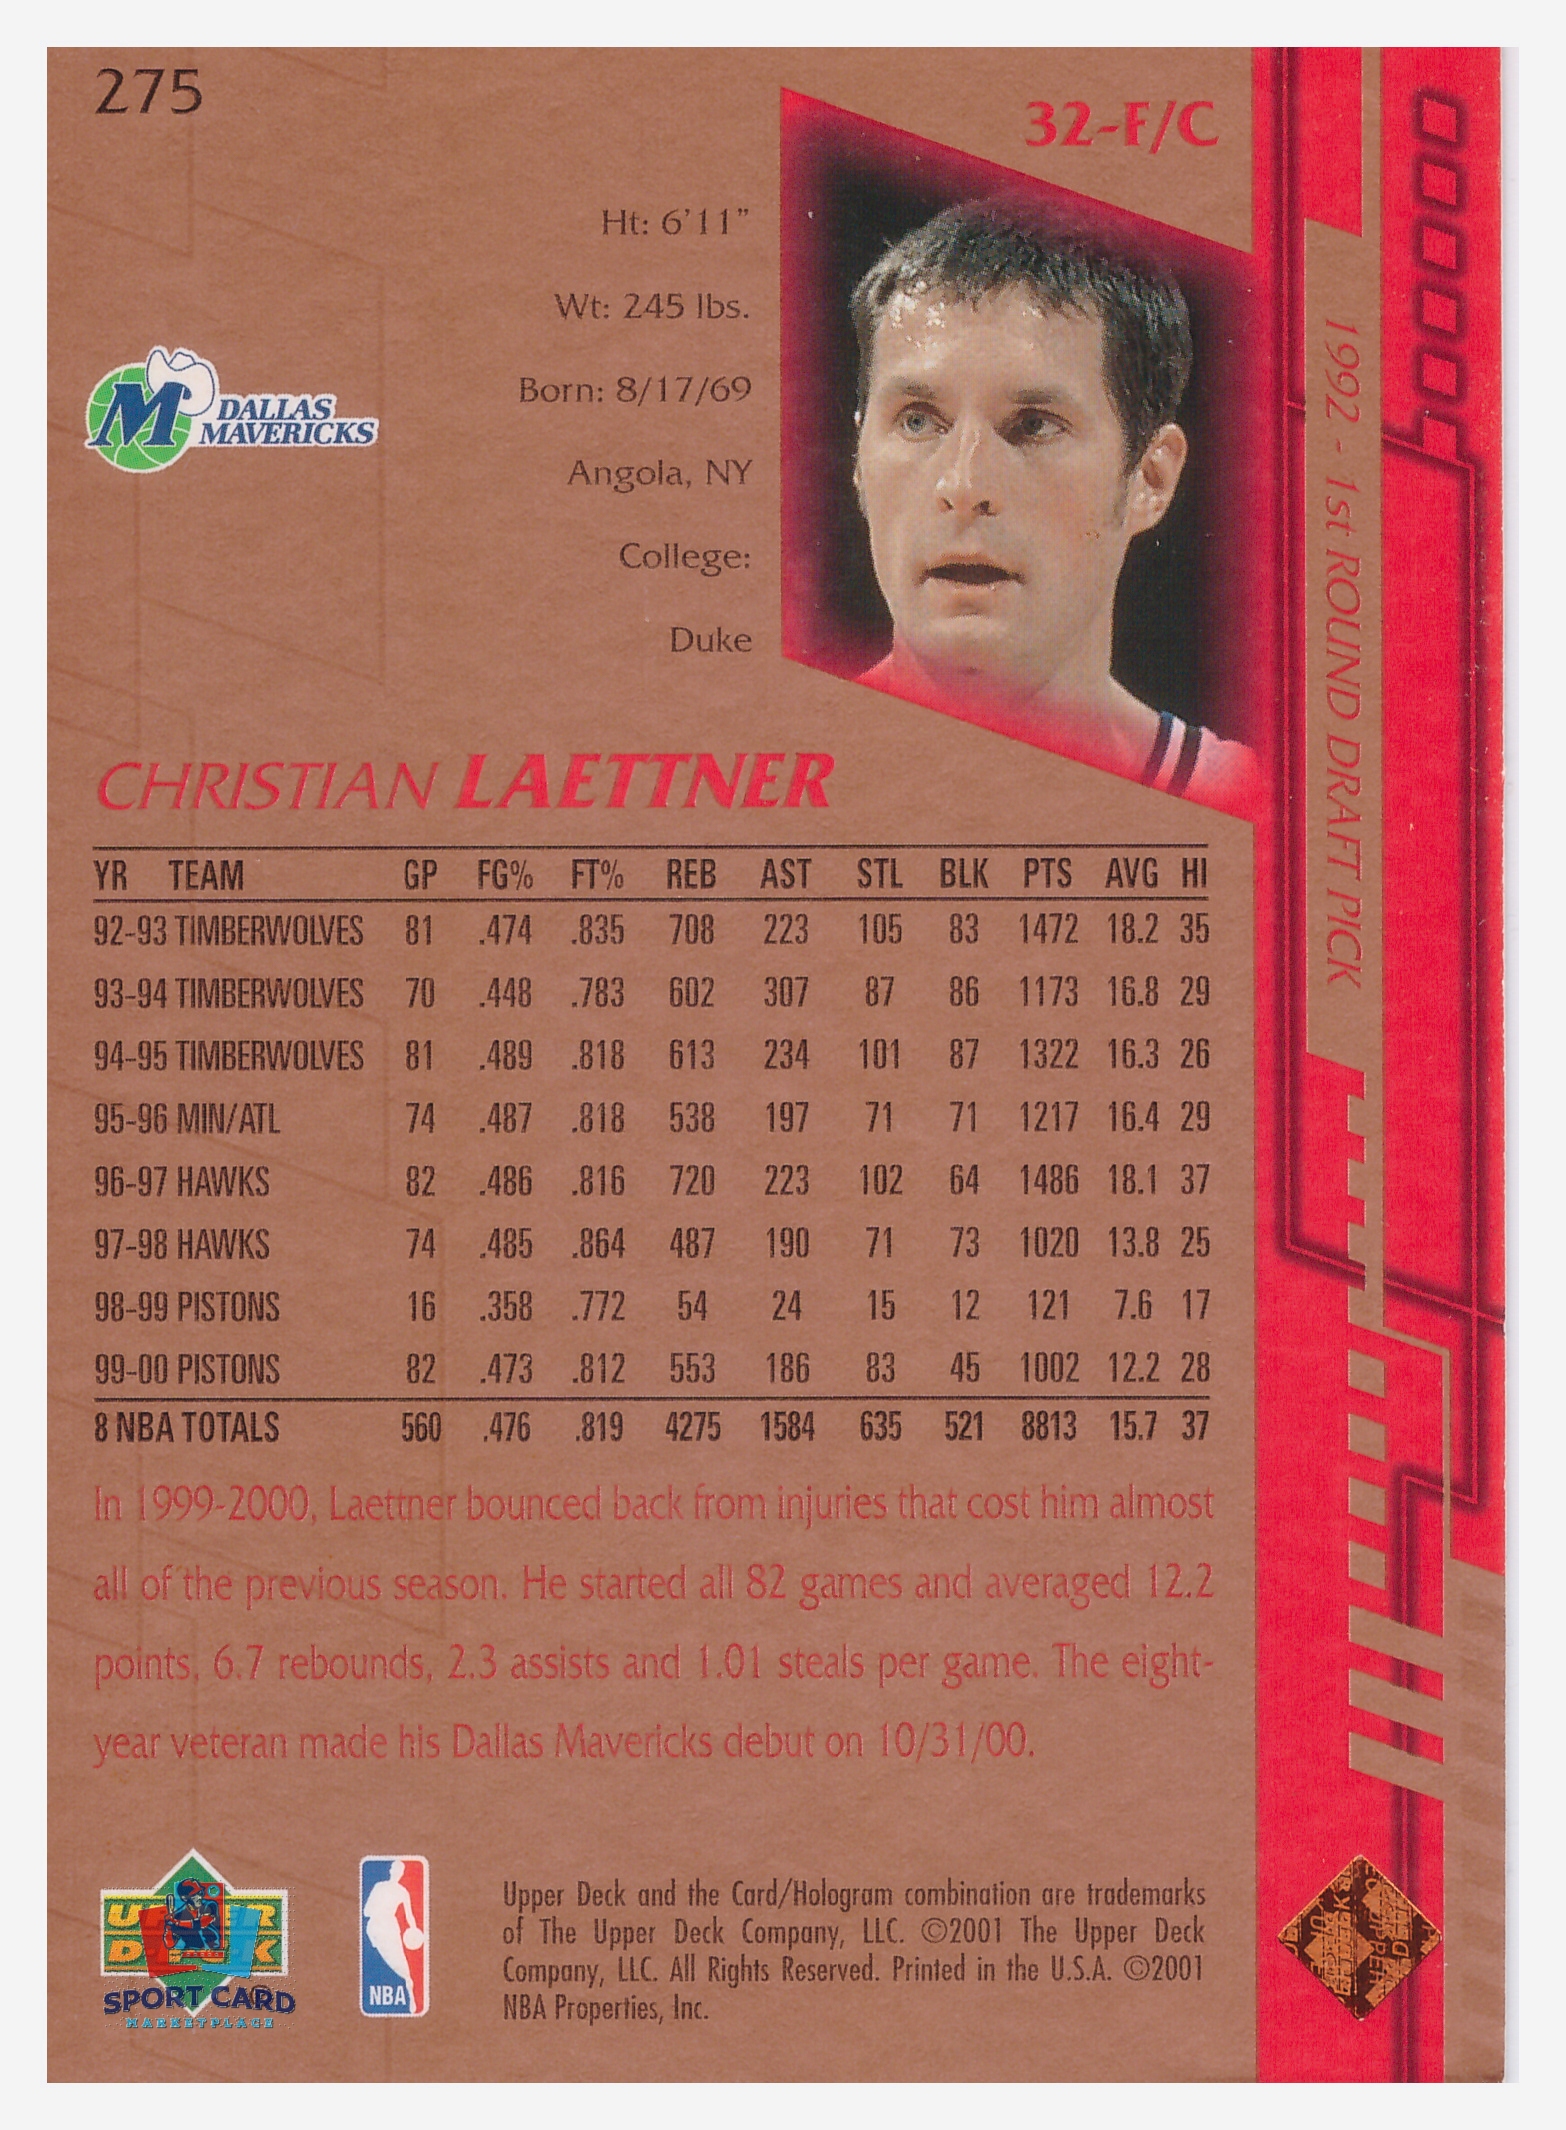 275
32-F/C
Ht: 6'11"
Wt: 245 lbs.
Born: 8/17/69
Angola, NY
College:
Duke
M DALLAS
MAVERICKS
1992 - 1st ROUND DRAFT PICK
CHRISTIAN LAETTNER
YR TEAM GP FG% FT% REB AST STL BLK PTS AVG HI
92-93 TIMBERWOLVES 81 .474 .835 708 223 105 83 1472 18.2 35
93-94 TIMBERWOLVES 70 .448 .783 602 307 87 86 1173 16.8 29
94-95 TIMBERWOLVES 81 .489 .818 613 234 101 87 1322 16.3 26
95-96 MIN/ATL 74 .487 .818 538 197 71 71 1217 16.4 29
96-97 HAWKS 82 .486 .816 720 223 102 64 1486 18.1 37
97-98 HAWKS 74 .485 .864 487 190 71 73 1020 13.8 25
98-99 PISTONS 16 .358 .772 54 24 15 12 121 7.6 17
99-00 PISTONS 82 .473 .812 553 186 83 45 1002 12.2 28
8 NBA TOTALS 560 .476 .819 4275 1584 635 521 8813 15.7 37
In 1999-2000, Laettner bounced back from injuries that cost him almost
all of the previous season. He started all 82 games and averaged 12.2
points, 6.7 rebounds, 2.3 assists and 1.01 steals per game. The eight-
year veteran made his Dallas Mavericks debut on 10/31/00.
SPORT CARD
MARKETPLACE
NBA
Upper Deck and the Card/Hologram combination are trademarks
of The Upper Deck Company, LLC. ©2001 The Upper Deck
Company, LLC. All Rights Reserved. Printed in the U.S.A. ©2001
NBA Properties, Inc.